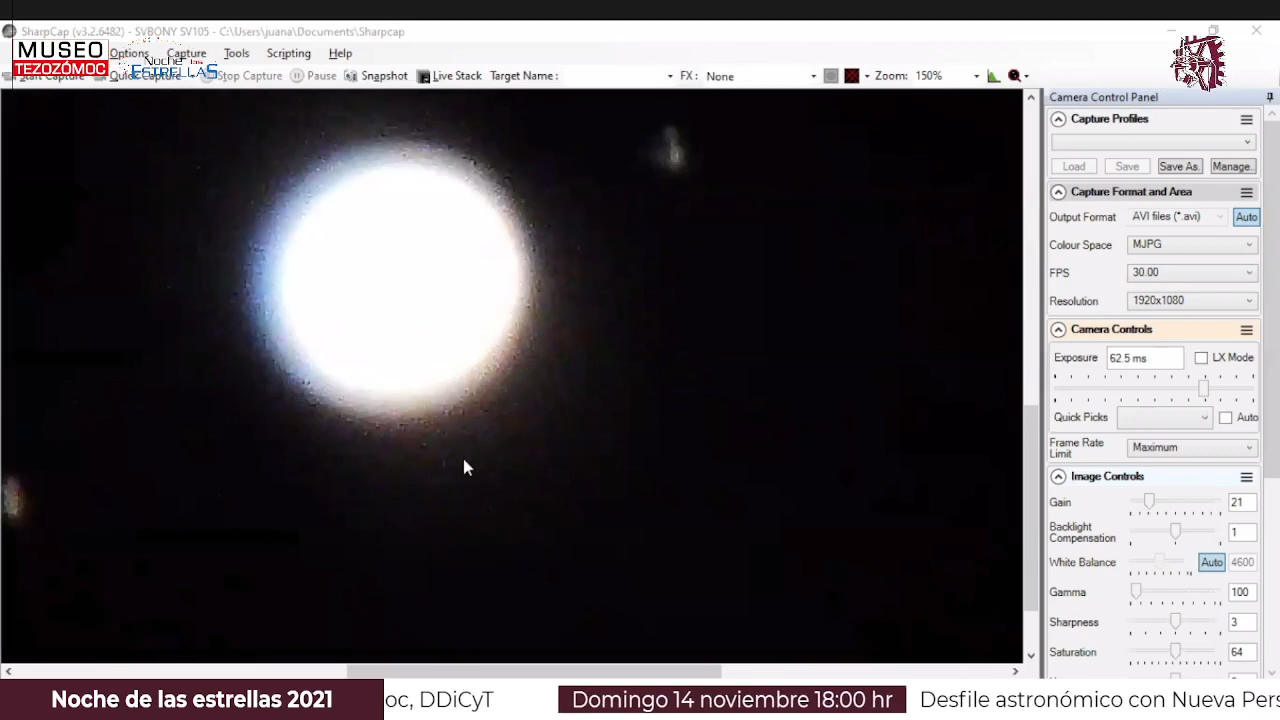 SharpCap (v3.2.6482) - SVBONY SV105 - C:\Users\juana\Documents\Sharpcap
MUSEO
TEZOZÓMOC
Noche de las
ESTRELLAS
Options Capture Tools Scripting Help
Start Capture Quick Capture Stop Capture Pause Snapshot Live Stack Target Name : FX : None Zoom: 150%
Camera Control Panel
Capture Profiles
Load Save Save As. Manage..
Capture Format and Area
Output Format AVI files (*.avi) Auto
Colour Space MJPG
FPS 30.00
Resolution 1920x1080
Camera Controls
Exposure 62.5 ms LX Mode
Quick Picks Auto
Frame Rate
Limit Maximum
Image Controls
Gain 21
Backlight
Compensation 1
White Balance Auto 4600
Gamma 100
Sharpness 3
Saturation 64
Noche de las estrellas 2021 oc, DDiCyT Domingo 14 noviembre 18:00 hr Desfile astronómico con Nueva Pers